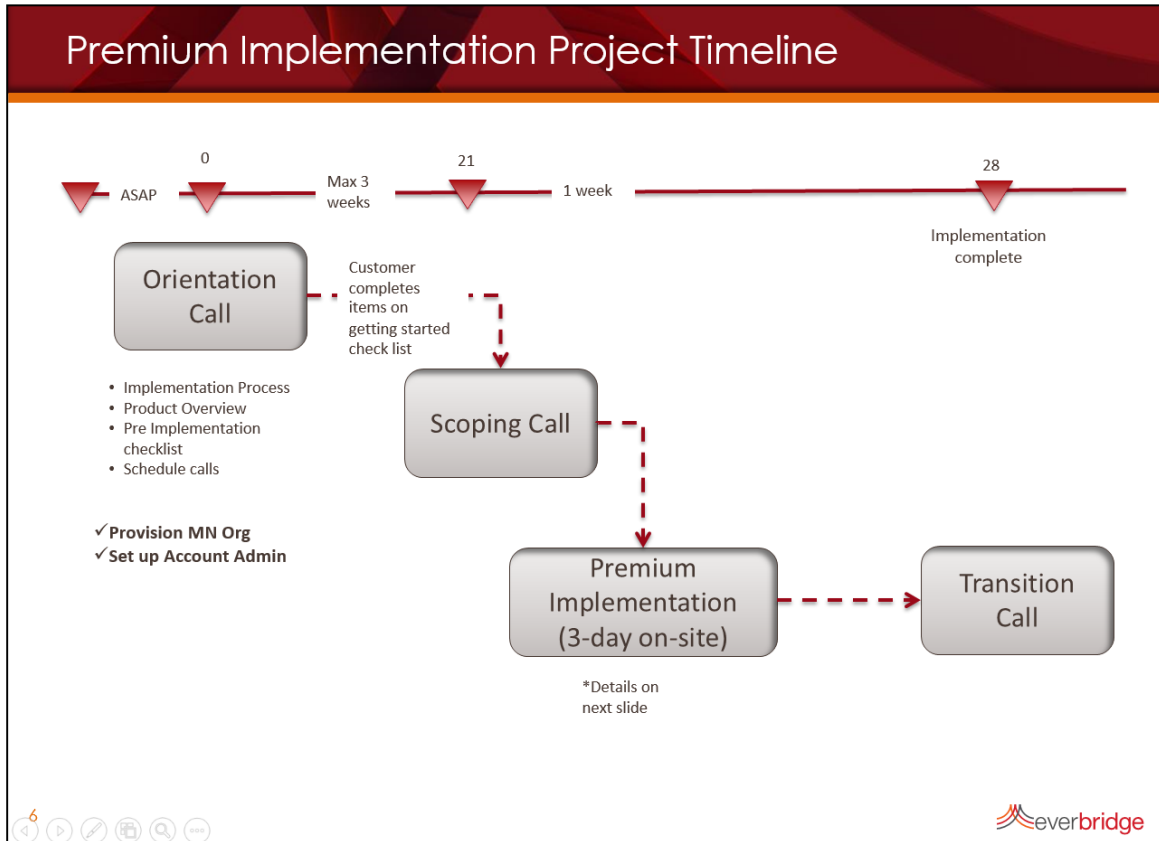 Premium Implementation Project Timeline
0
21
28
ASAP
Max 3
weeks
1 week
Implementation
complete
Orientation
Call
Customer
completes
items on
getting started
check list
• Implementation Process
• Product Overview
• Pre Implementation
checklist
• Schedule calls
Scoping Call
✓Provision MN Org
✓Set up Account Admin
Premium
Implementation
(3-day on-site)
Transition
Call
*Details on
next slide
6
everbridge